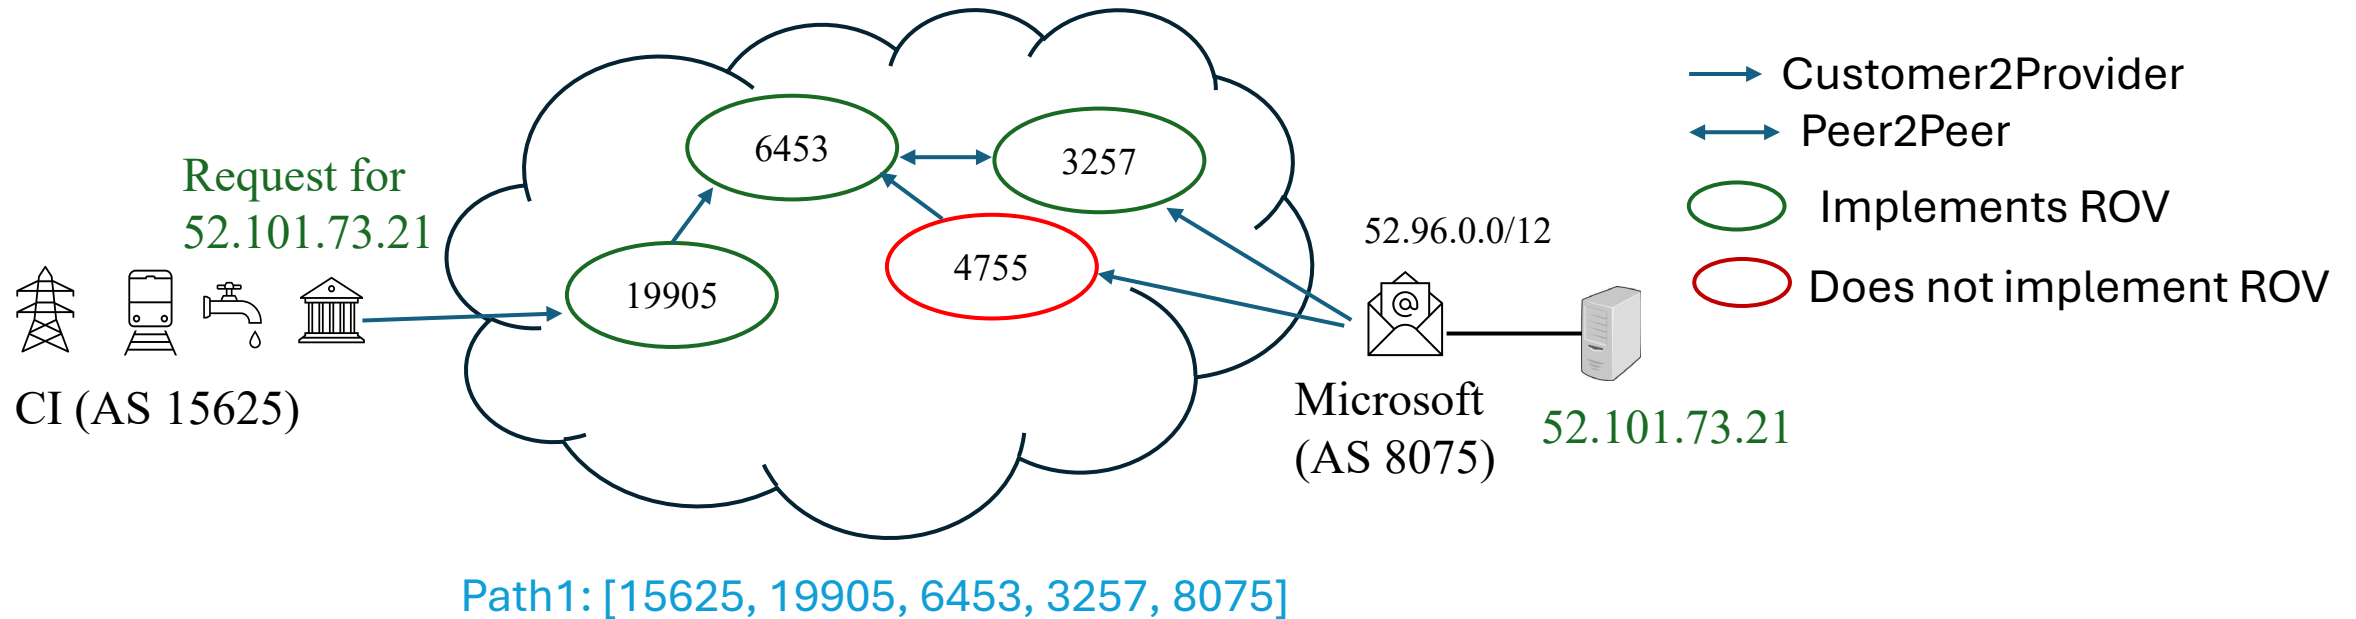 Customer2Provider
Peer2Peer
Implements ROV
Does not implement ROV
Request for
52.101.73.21
6453
3257
19905
4755
52.96.0.0/12
@
CI (AS 15625)
Microsoft
(AS 8075)
52.101.73.21
Path1: [15625, 19905, 6453, 3257, 8075]